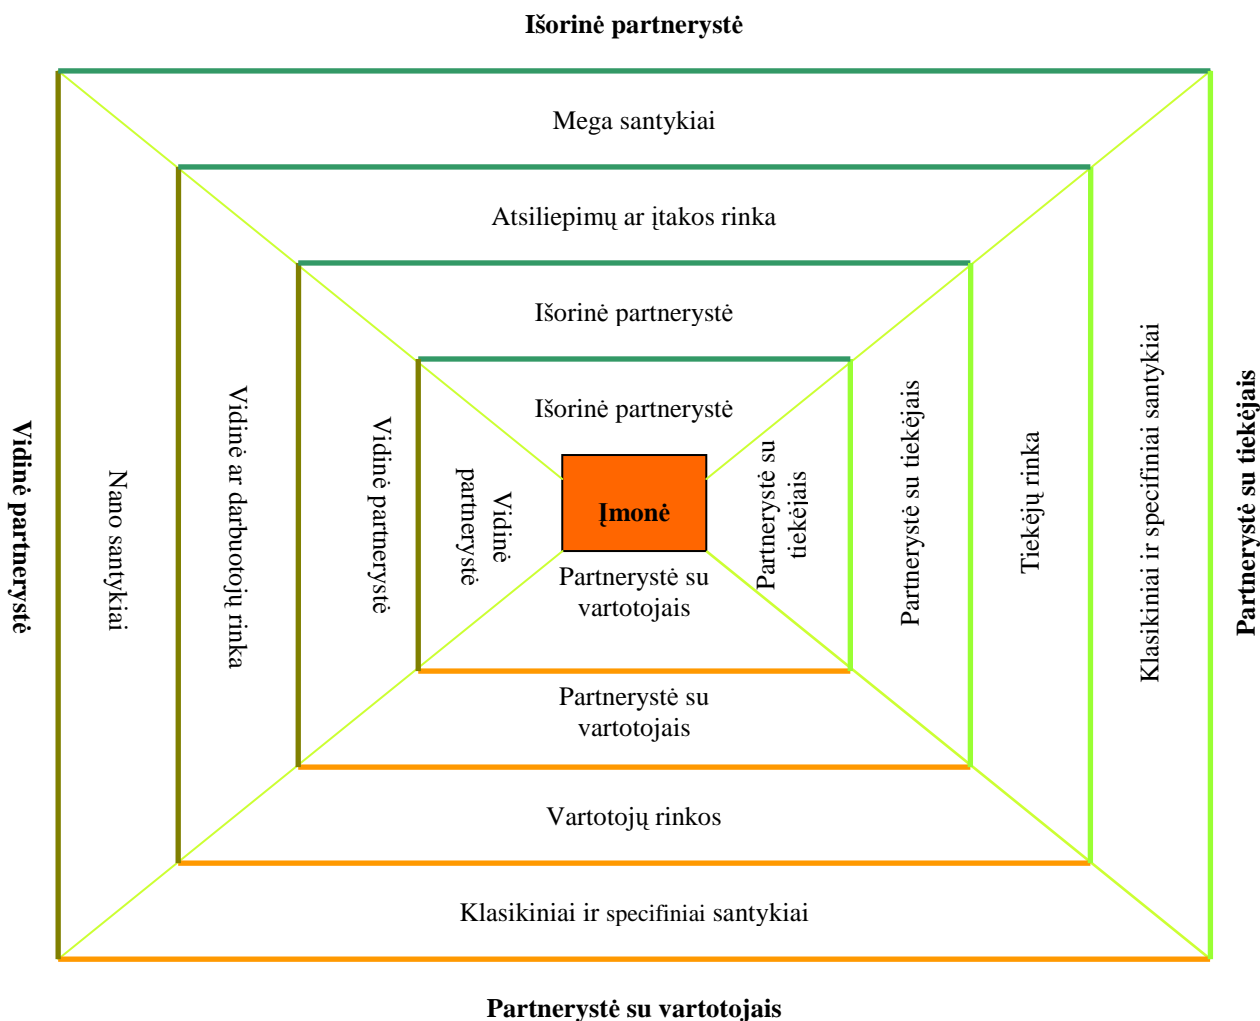 Išorinė partnerystė
Mega santykiai
Atsiliepimų ar įtakos rinka
Išorinė partnerystė
Išorinė partnerystė
Vidinė partnerystė
Nano santykiai
Vidinė ar darbuotojų rinka
Vidinė partnerystė
Vidinė
partnerystė
Įmonė
Partnerystė su
tiekėjais
Partnerystė su tiekėjais
Tiekėjų rinka
Klasikiniai ir specifiniai santykiai
Partnerystė su tiekėjais
Partnerystė su
vartotojais
Partnerystė su
vartotojais
Vartotojų rinkos
Klasikiniai ir specifiniai santykiai
Partnerystė su vartotojais